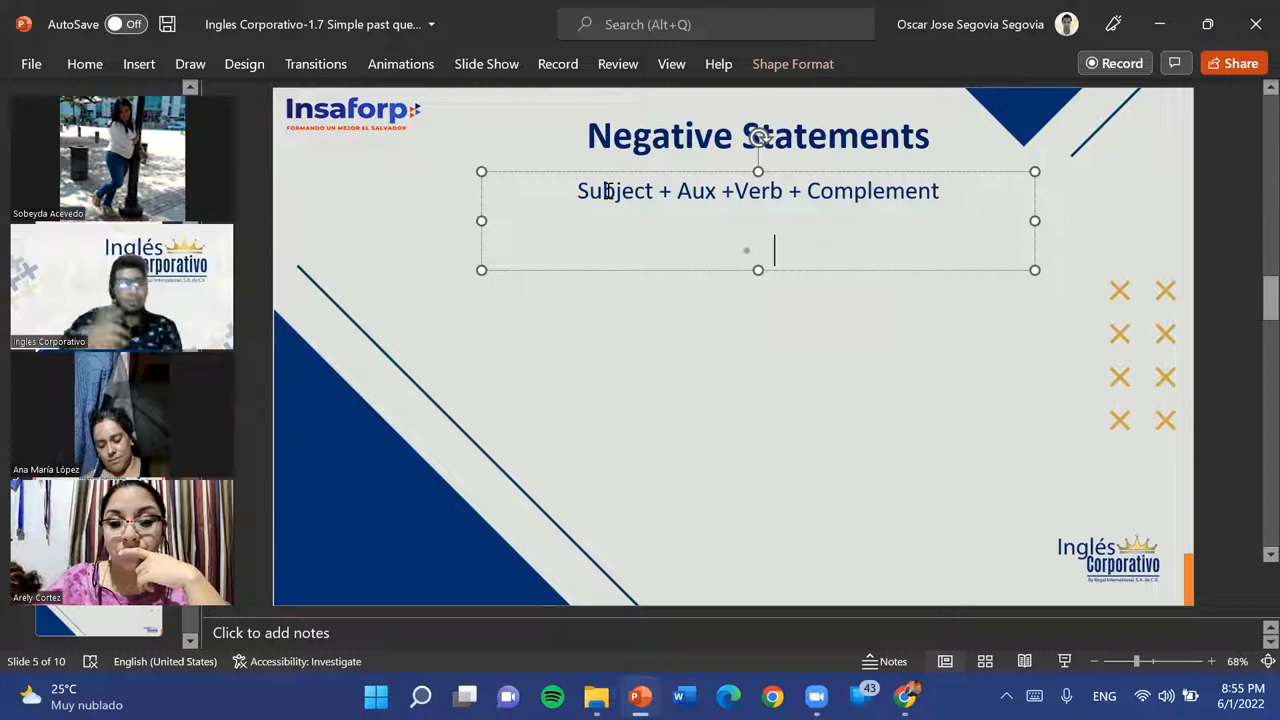 AutoSave Off
Ingles Corporativo-1.7 Simple past que...
Search (Alt+Q)
Oscar Jose Segovia Segovia
File Home Insert Draw Design Transitions Animations Slide Show Record Review View Help Shape Format
Record
Share
Sobeyda Acevedo
Inglés
Ingles Corporativo
Ana María López
Arely Cortez
Insaforp
FORMANDO UN MEJOR EL SALVADOR
Negative Statements
Subject + Aux +Verb + Complement
Inglés
Corporativo
By Regal International, S.A. de C.V.
Click to add notes
Slide 5 of 10
English (United States)
Accessibility: Investigate
Notes
68%
25°C
Muy nublado
43
ENG
8:55 PM
6/1/2022